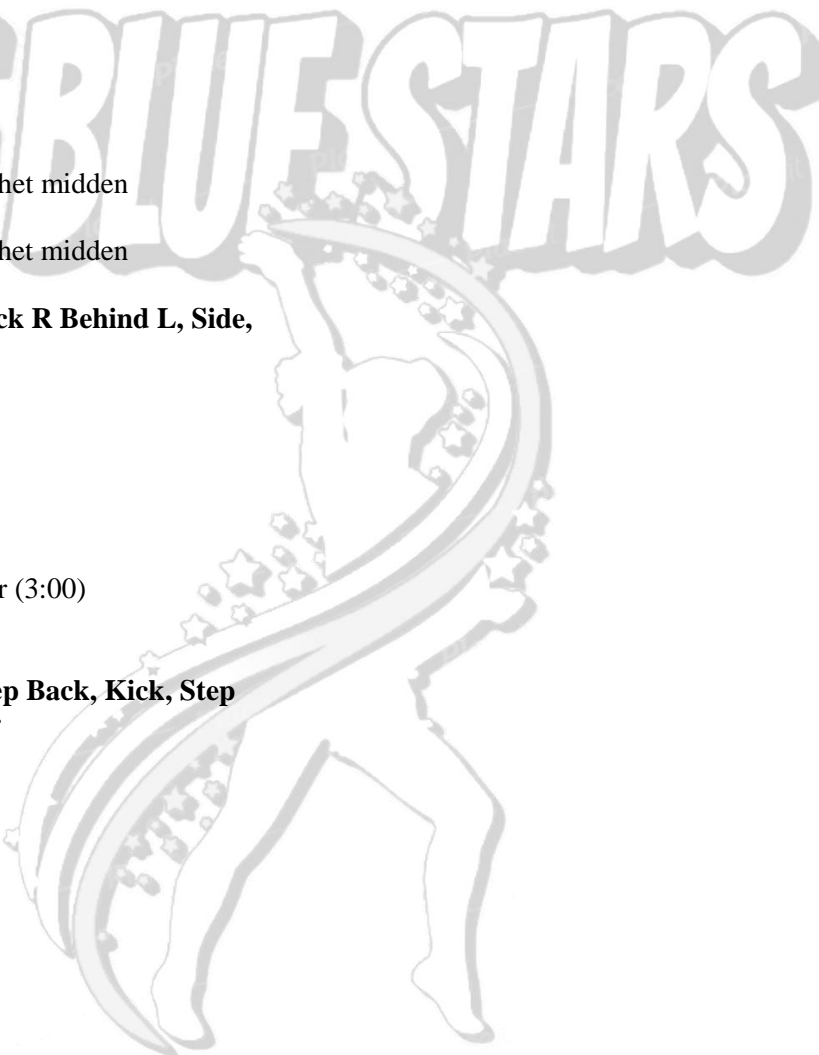 BLUE STARS
het midden
het midden
ck R Behind L, Side,
r (3:00)
ep Back, Kick, Step